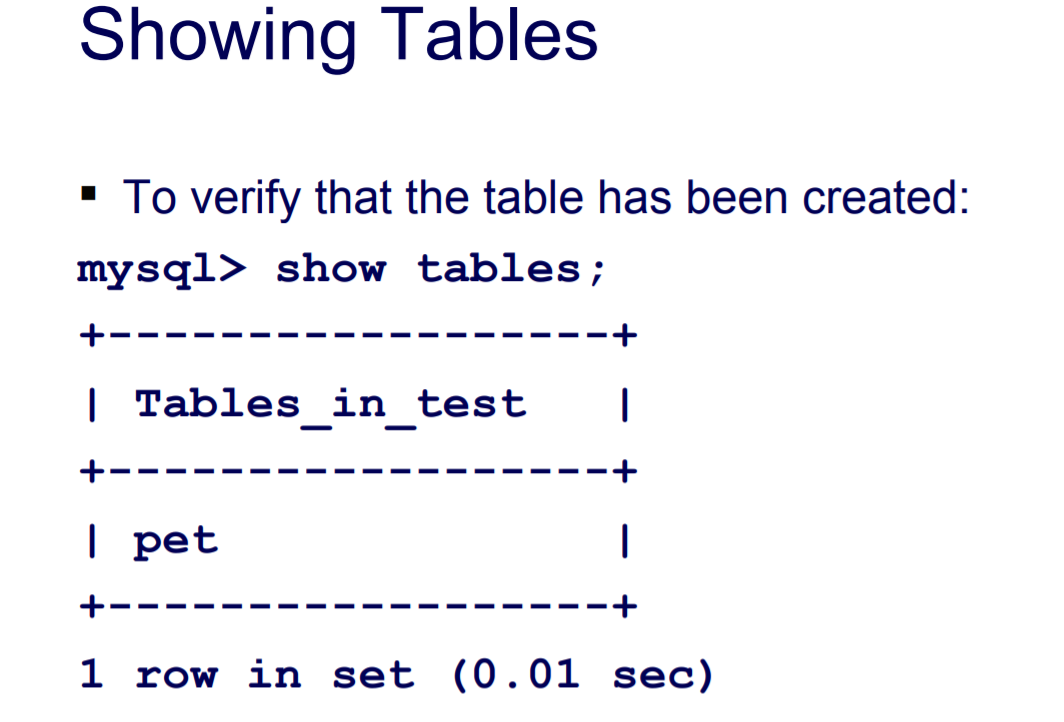 Showing Tables
▪ To verify that the table has been created:
mysql> show tables;
+------------------+
| Tables_in_test   |
+------------------+
| pet              |
+------------------+
1 row in set (0.01 sec)